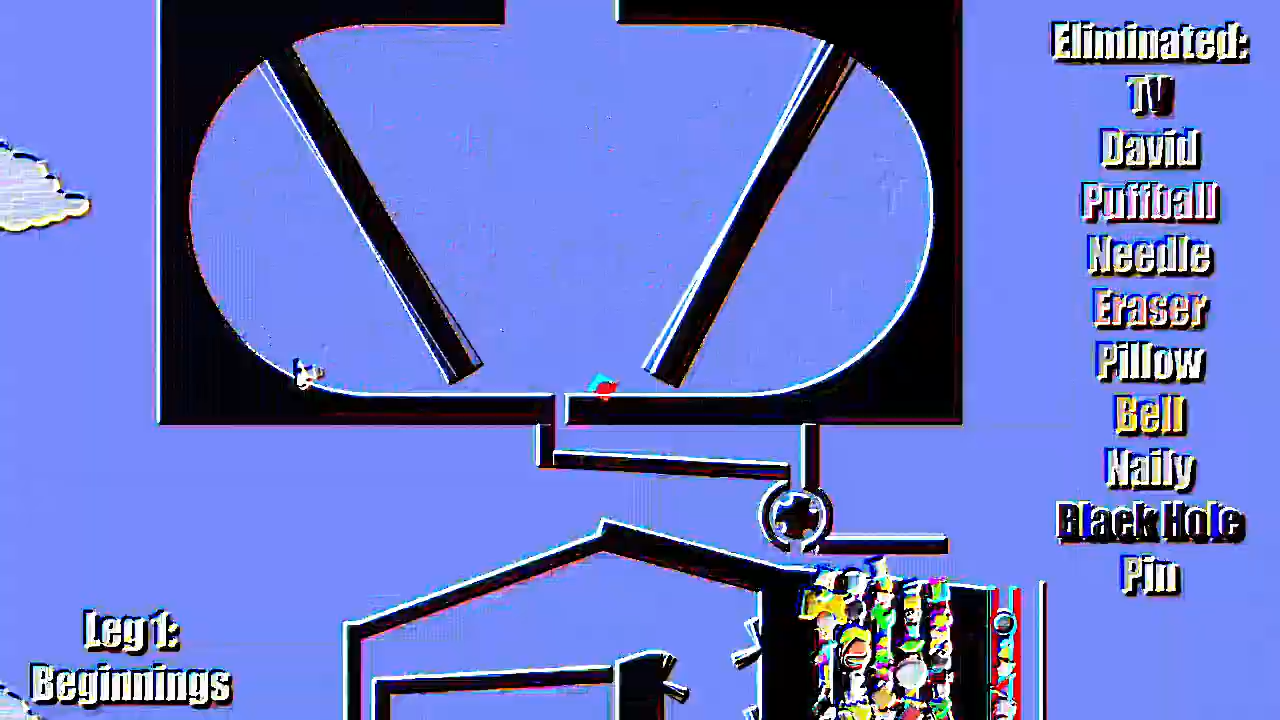 Eliminated:
TV
David
Puffball
Needle
Eraser
Pillow
Bell
Naily
Black Hole
Pin
Leg 1:
Beginnings